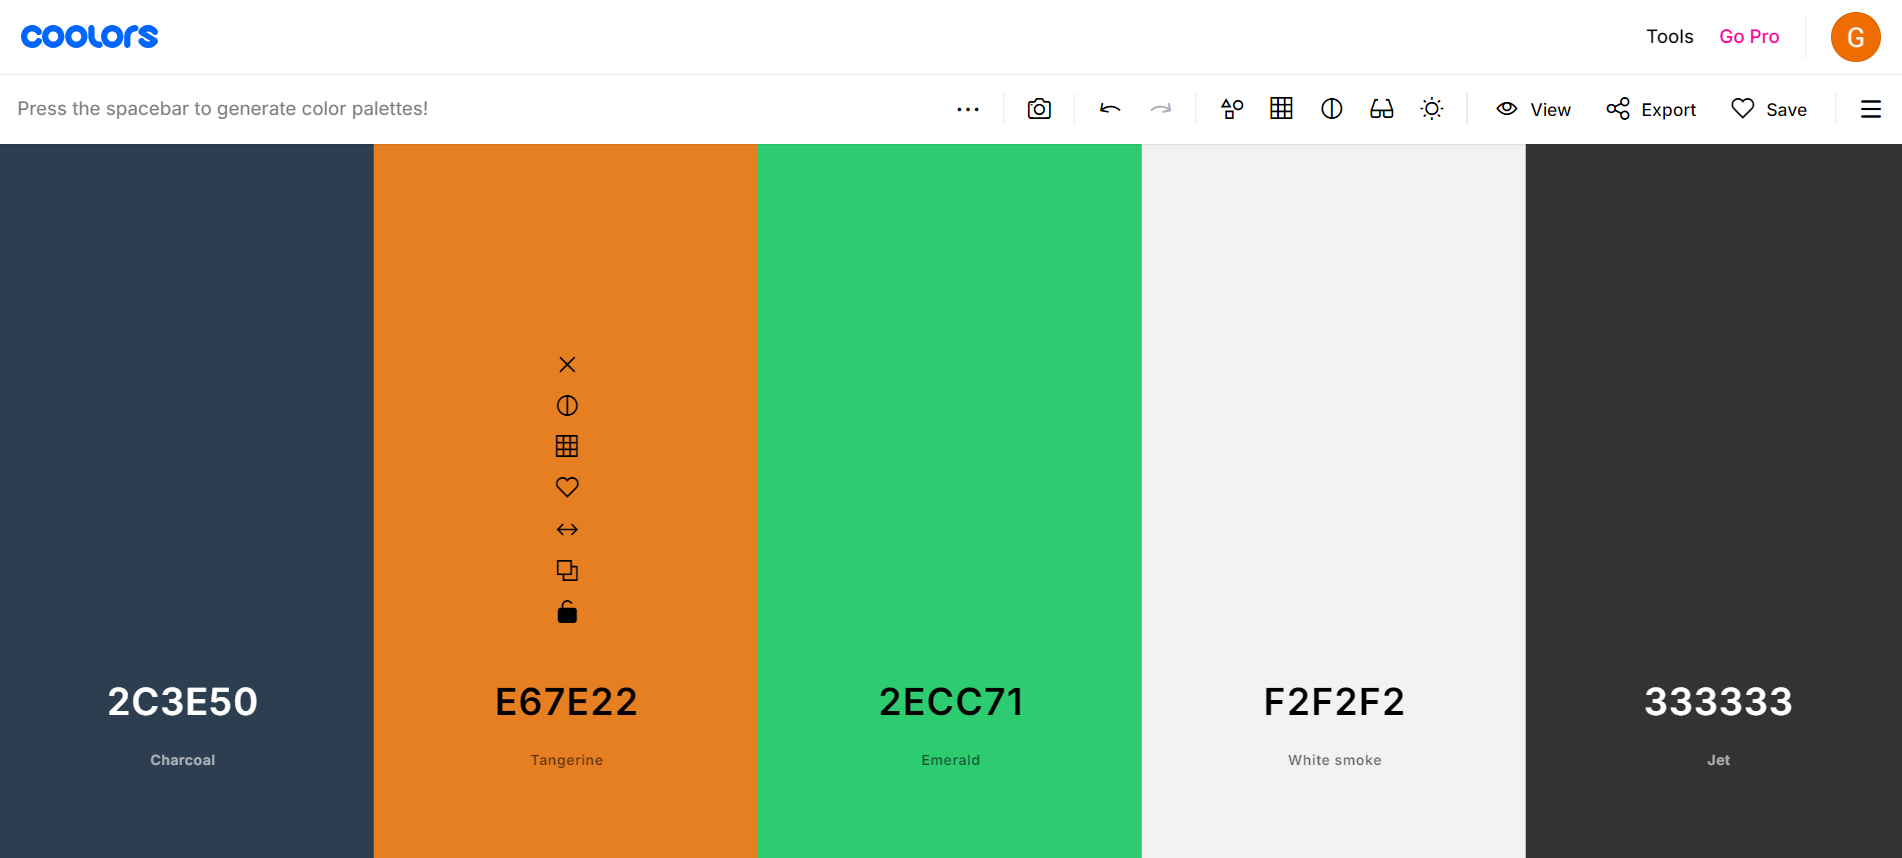 coolors
Tools Go Pro G
Press the spacebar to generate color palettes!
View Export Save
2C3E50 E67E22 2ECC71 F2F2F2 333333
Charcoal Tangerine Emerald White smoke Jet